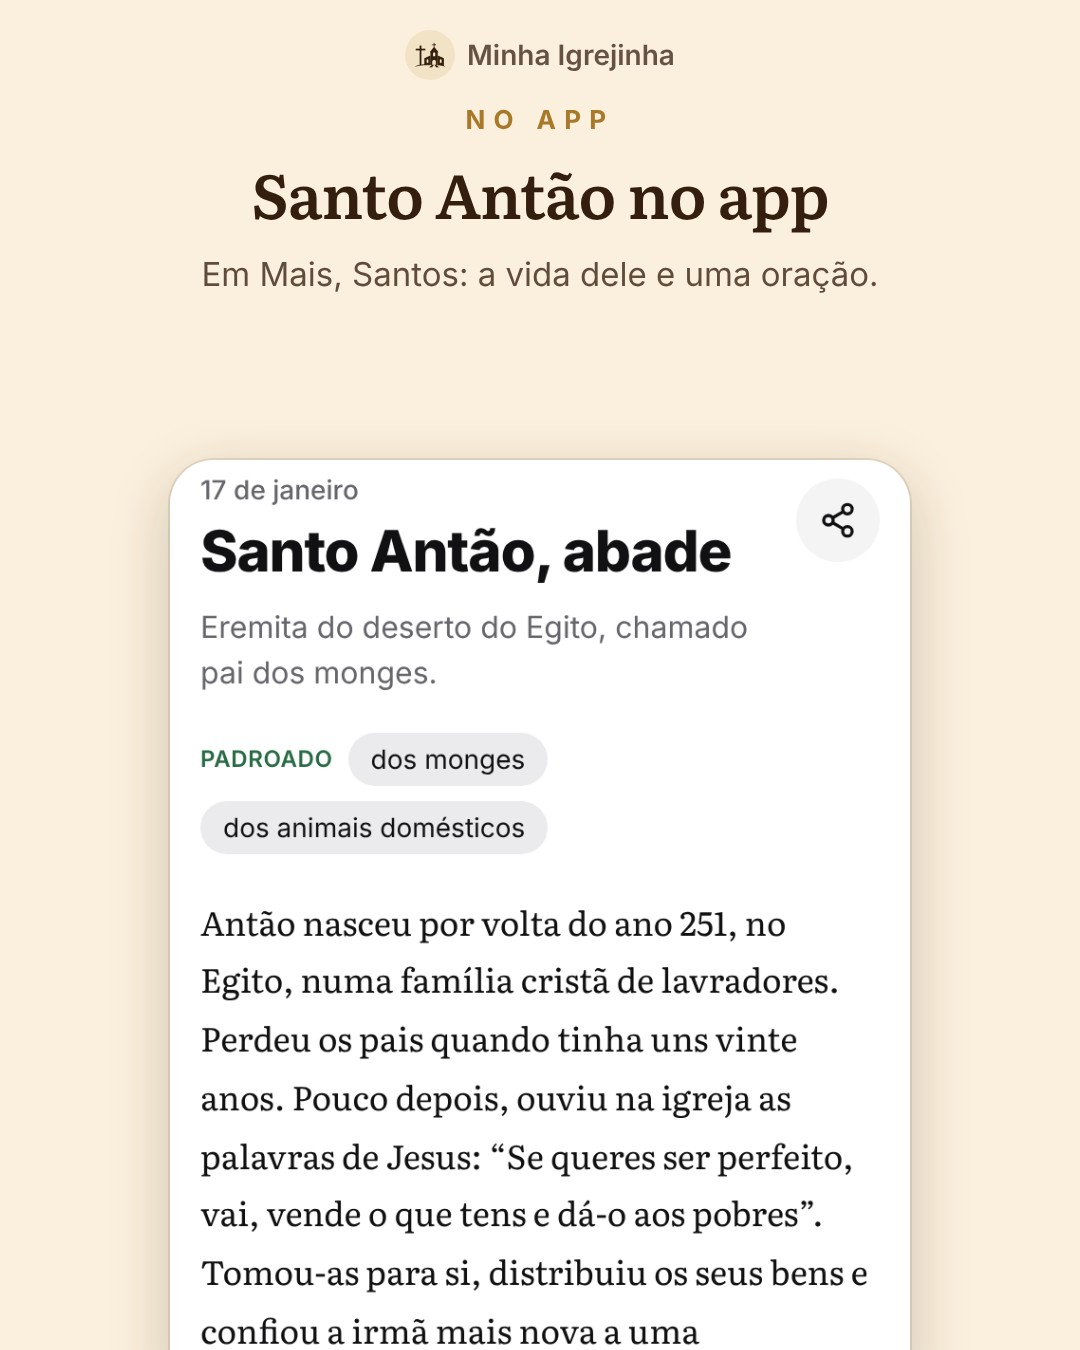 Minha Igrejinha
NO APP
Santo Antão no app
Em Mais, Santos: a vida dele e uma oração.
17 de janeiro
Santo Antão, abade
Eremita do deserto do Egito, chamado
pai dos monges.
PADROADO dos monges
dos animais domésticos
Antão nasceu por volta do ano 251, no
Egito, numa família cristã de lavradores.
Perdeu os pais quando tinha uns vinte
anos. Pouco depois, ouviu na igreja as
palavras de Jesus: “Se queres ser perfeito,
vai, vende o que tens e dá-o aos pobres”.
Tomou-as para si, distribuiu os seus bens e
confiou a irmã mais nova a uma